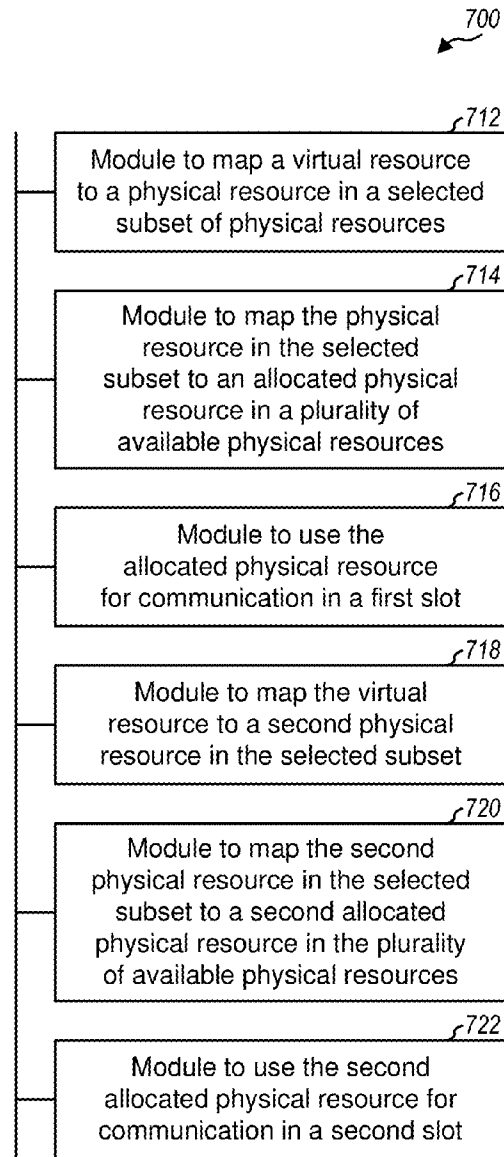 700
712
Module to map a virtual resource
to a physical resource in a selected
subset of physical resources
714
Module to map the physical
resource in the selected
subset to an allocated physical
resource in a plurality of
available physical resources
716
Module to use the
allocated physical resource
for communication in a first slot
718
Module to map the virtual
resource to a second physical
resource in the selected subset
720
Module to map the second
physical resource in the selected
subset to a second allocated
physical resource in the plurality
of available physical resources
722
Module to use the second
allocated physical resource for
communication in a second slot